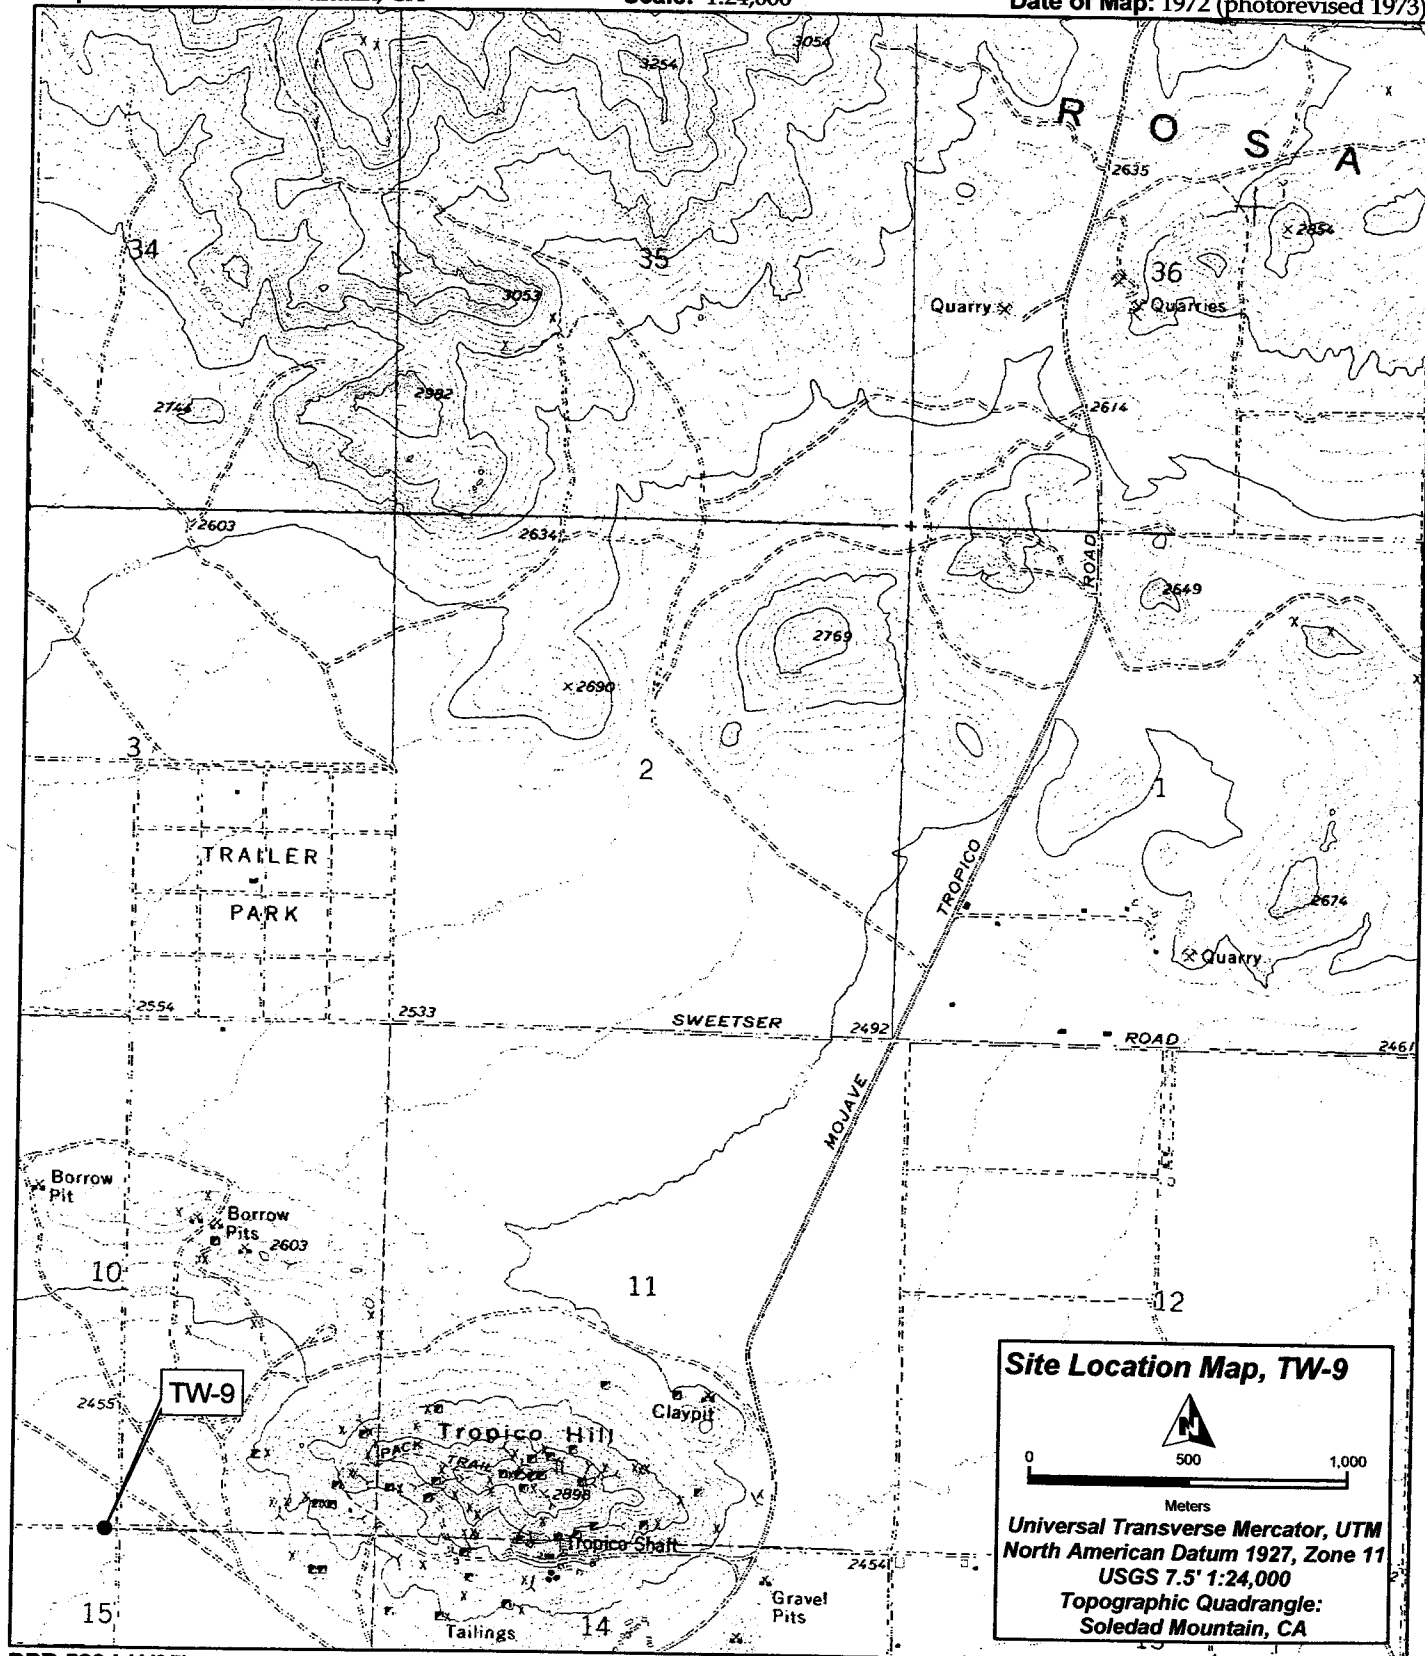 Scale: 1:24,000
Date of Map: 1972 (photorevised 1973)
3054
3254
R O S A
2635
2854
34
35
36
3053
Quarry
Quarries
2982
2744
2614
2603
2634
ROAD
2649
2769
2690
3
2
1
TRAILER
PARK
TROPICO
2674
Quarry
2554
2533
SWEETSER
2492
ROAD
2461
MOJAVE
Borrow
Pit
Borrow
Pits
2603
10
11
12
TW-9
2455
Claypit
Tropico Hill
PACK
TRAIL
2898
Tropico Shaft
2454
Gravel
Pits
15
14
Tailings
Site Location Map, TW-9
N
0 500 1,000
Meters
Universal Transverse Mercator, UTM
North American Datum 1927, Zone 11
USGS 7.5' 1:24,000
Topographic Quadrangle:
Soledad Mountain, CA